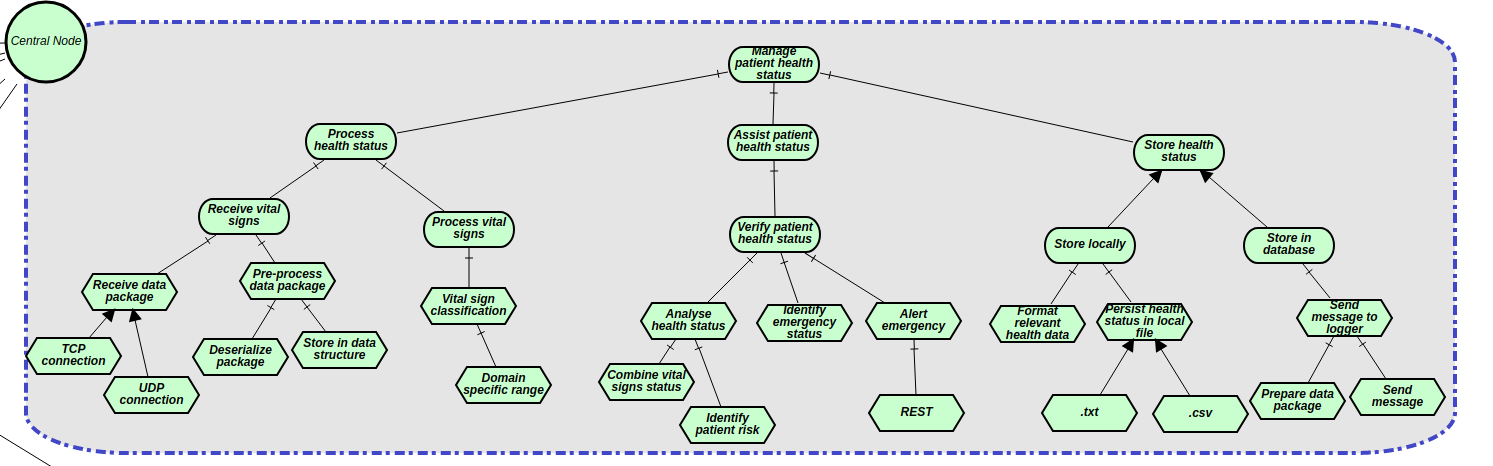 Central Node
Manage
patient health
status
Process
health status
Assist patient
health status
Store health
status
Receive vital
signs
Process vital
signs
Verify patient
health status
Store locally
Store in
database
Receive data
package
Pre-process
data package
Vital sign
classification
Analyse
health status
Identify
emergency
status
Alert
emergency
Format
relevant
health data
Persist health
status in local
file
Send
message to
logger
TCP
connection
UDP
connection
Deserialize
package
Store in data
structure
Domain
specific range
Combine vital
signs status
Identify
patient risk
REST
.txt
.csv
Prepare data
package
Send
message